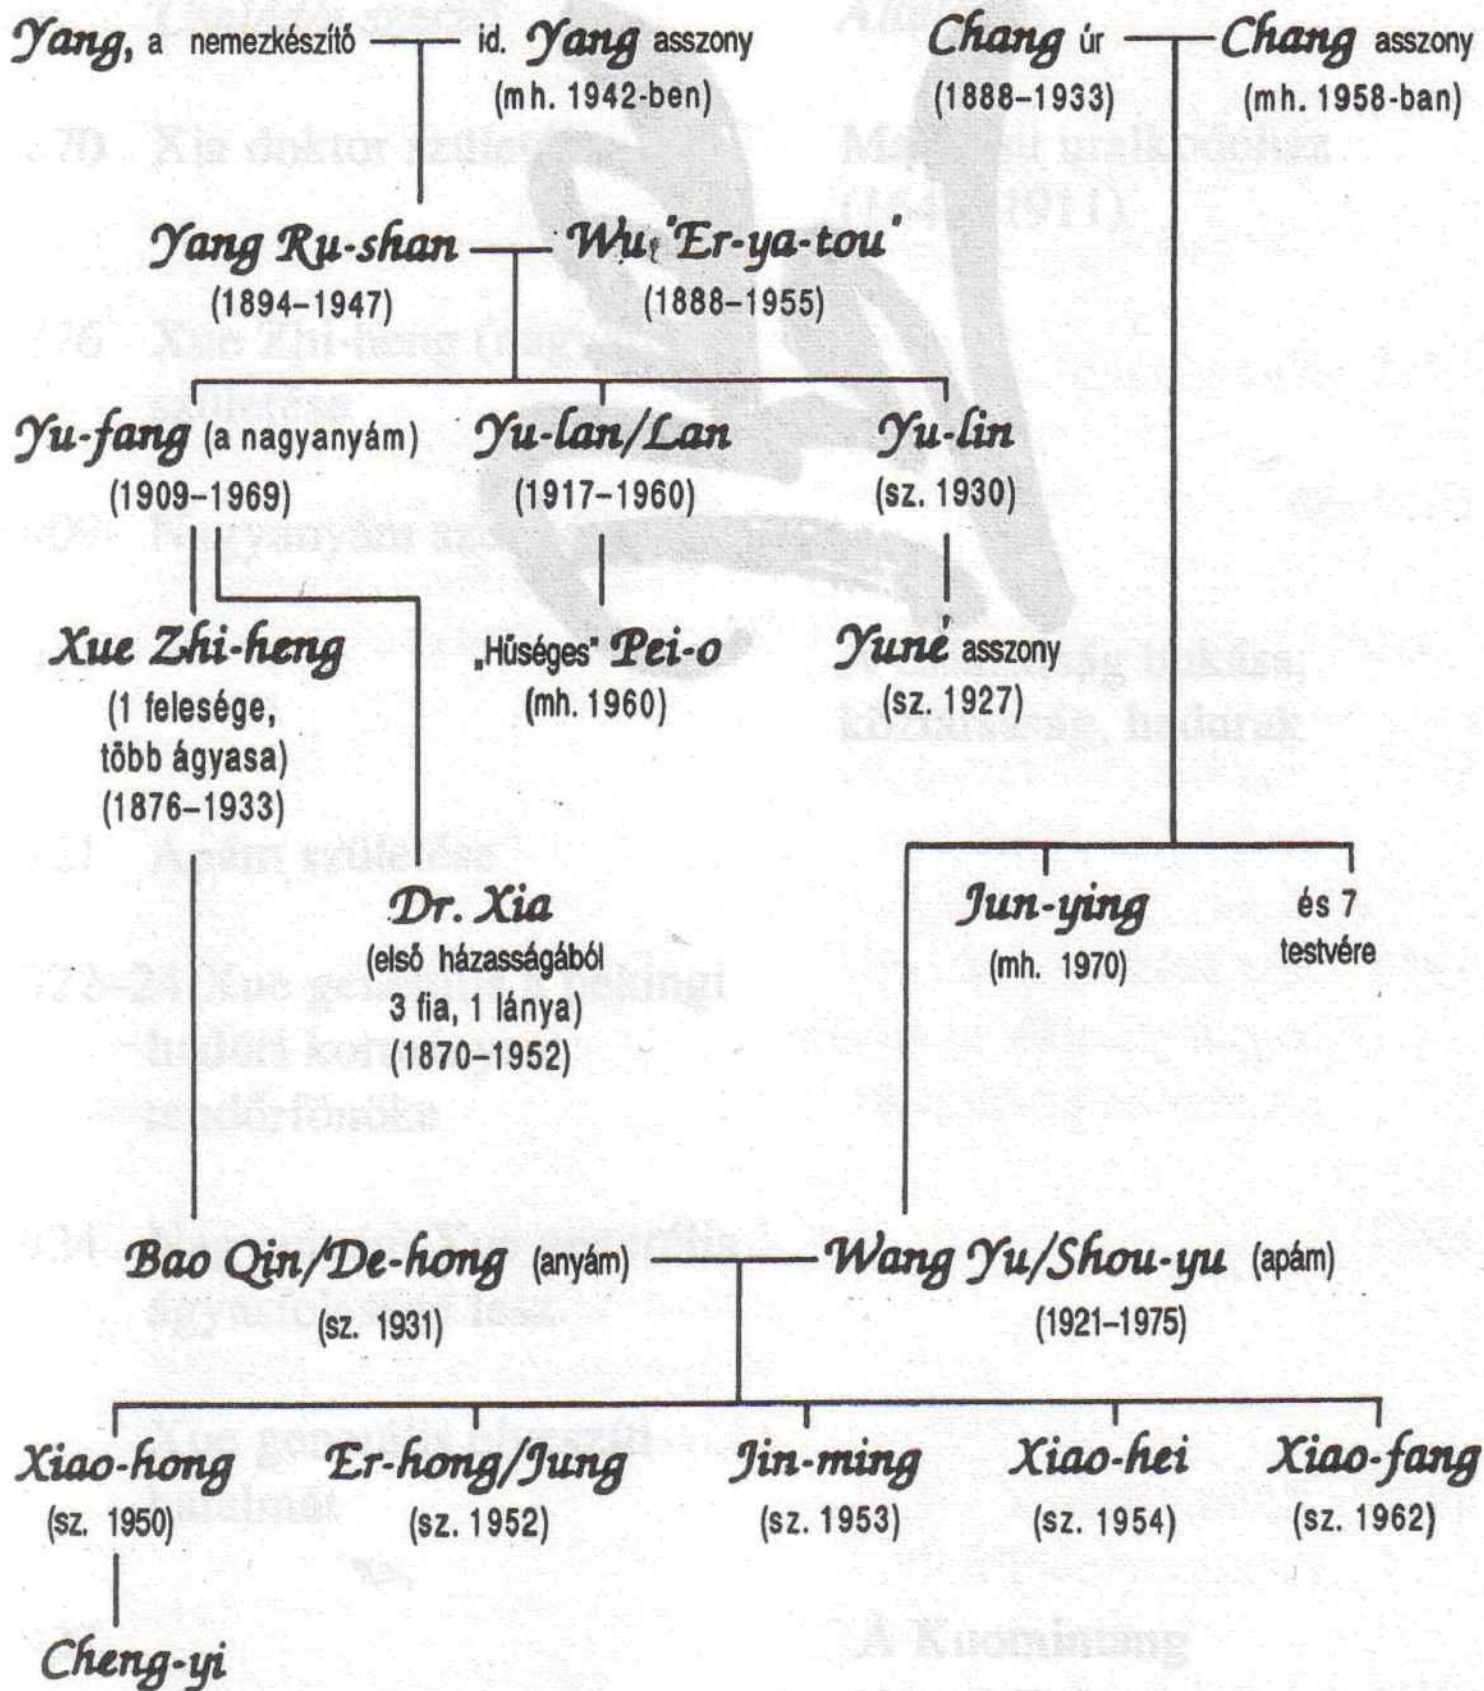 Yang, a nemezkészítő id. Yang asszony Chang úr Chang asszony
(mh. 1942-ben) (1888–1933) (mh. 1958-ban)
Yang Ru-shan Wu, 'Er-ya-tou'
(1894–1947) (1888–1955)
Yu-fang (a nagyanyám) Yu-lan/Lan Yu-lin
(1909–1969) (1917–1960) (sz. 1930)
Xue Zhi-heng „Hűséges" Pei-o Yuné asszony
(1 felesége, (mh. 1960) (sz. 1927)
több ágyasa)
(1876–1933)
Dr. Xia Jun-ying és 7
(első házasságából (mh. 1970) testvére
3 fia, 1 lánya)
(1870–1952)
Bao Qin/De-hong (anyám) Wang Yu/Shou-yu (apám)
(sz. 1931) (1921–1975)
Xiao-hong Er-hong/Jung Jin-ming Xiao-hei Xiao-fang
(sz. 1950) (sz. 1952) (sz. 1953) (sz. 1954) (sz. 1962)
Cheng-yi